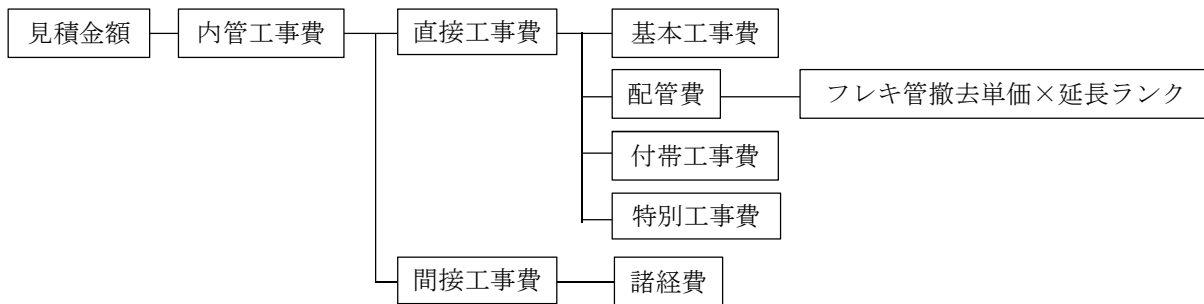 見積金額
内管工事費
直接工事費
基本工事費
配管費
フレキ管撤去単価×延長ランク
付帯工事費
特別工事費
間接工事費
諸経費